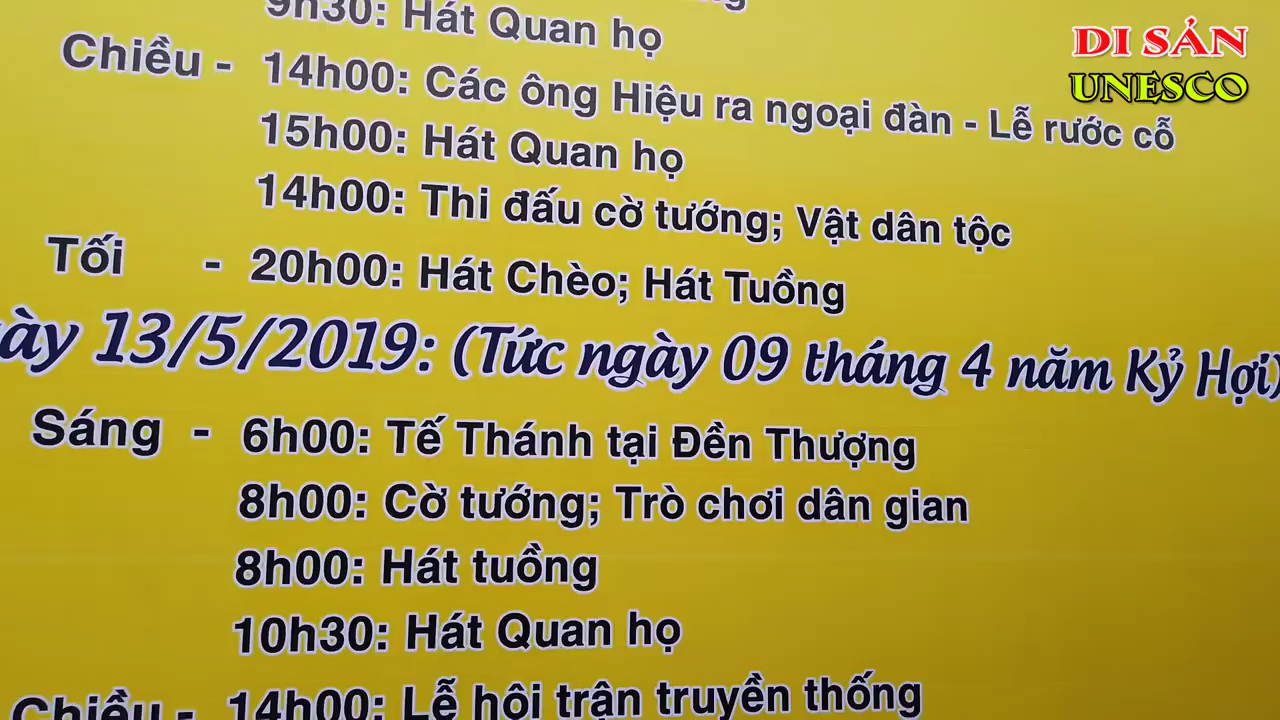 9h30: Hát Quan họ
Chiều - 14h00: Các ông Hiệu ra ngoại đàn - Lễ rước cỗ
15h00: Hát Quan họ
14h00: Thi đấu cờ tướng; Vật dân tộc
Tối - 20h00: Hát Chèo; Hát Tuồng
13/5/2019: (Tức ngày 09 tháng 4 năm Kỷ Hợi)
Sáng - 6h00: Tế Thánh tại Đền Thượng
8h00: Cờ tướng; Trò chơi dân gian
8h00: Hát tuồng
10h30: Hát Quan họ
Chiều - 14h00: Lễ hội trận truyền thống
DI SẢN
UNESCO